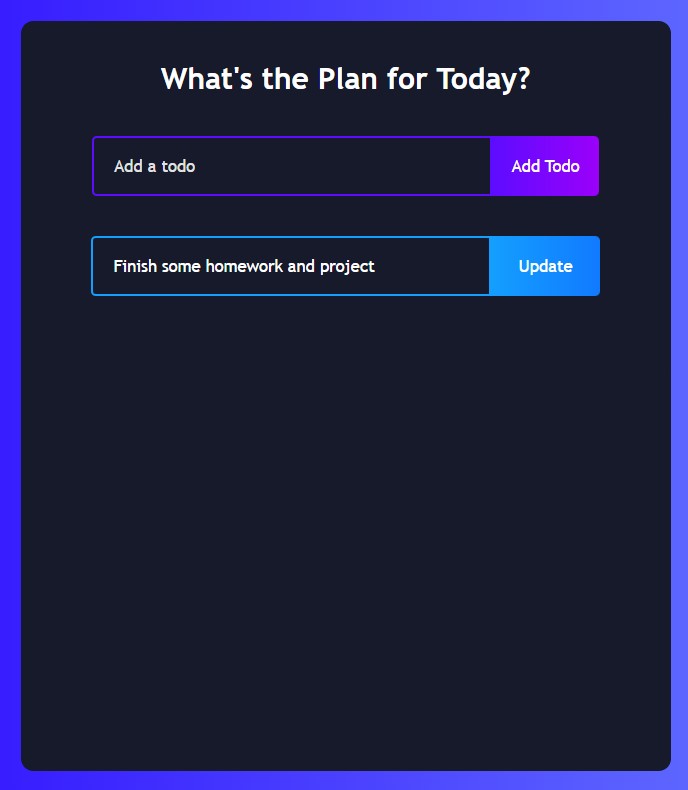 What's the Plan for Today?
Add a todo
Add Todo
Finish some homework and project
Update